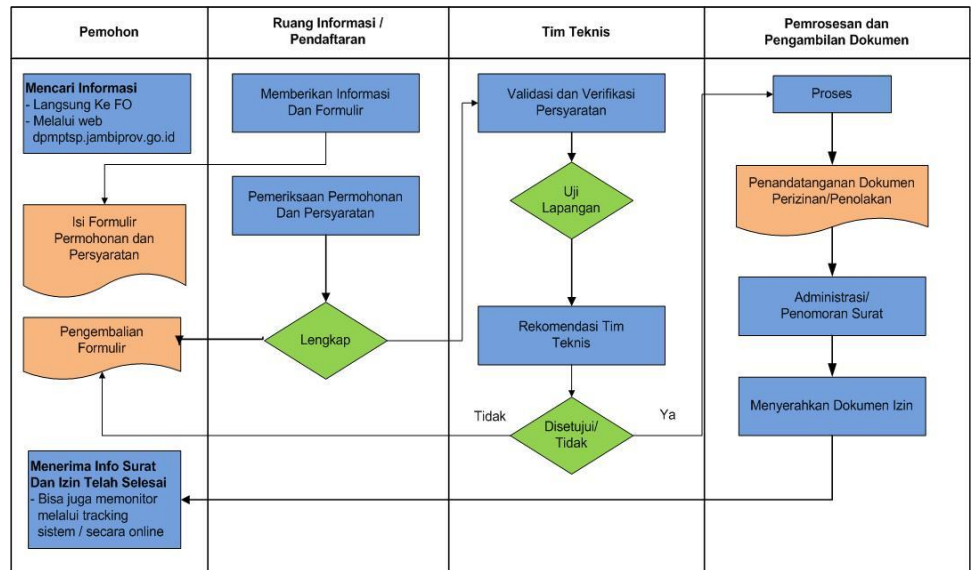 Pemohon
Ruang Informasi /
Pendaftaran
Tim Teknis
Pemrosesan dan
Pengambilan Dokumen
Mencari Informasi
- Langsung Ke FO
- Melalui web
dpmptsp.jambiprov.go.id
Memberikan Informasi
Dan Formulir
Validasi dan Verifikasi
Persyaratan
Proses
Isi Formulir
Permohonan dan
Persyaratan
Pemeriksaan Permohonan
Dan Persyaratan
Uji
Lapangan
Penandatanganan Dokumen
Perizinan/Penolakan
Pengembalian
Formulir
Lengkap
Rekomendasi Tim
Teknis
Administrasi/
Penomoran Surat
Tidak
Disetujui/
Tidak
Ya
Menyerahkan Dokumen Izin
Menerima Info Surat
Dan Izin Telah Selesai
- Bisa juga memonitor
melalui tracking
sistem / secara online